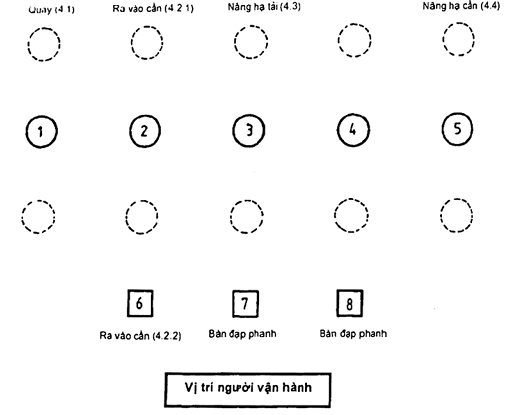 Quay (4.1) Ra vào cần (4.2.1) Nâng hạ tải (4.3) Nâng hạ cần (4.4)
1 2 3 4 5
6 7 8
Ra vào cần (4.2.2) Bàn đạp phanh Bàn đạp phanh
Vị trí người vận hành